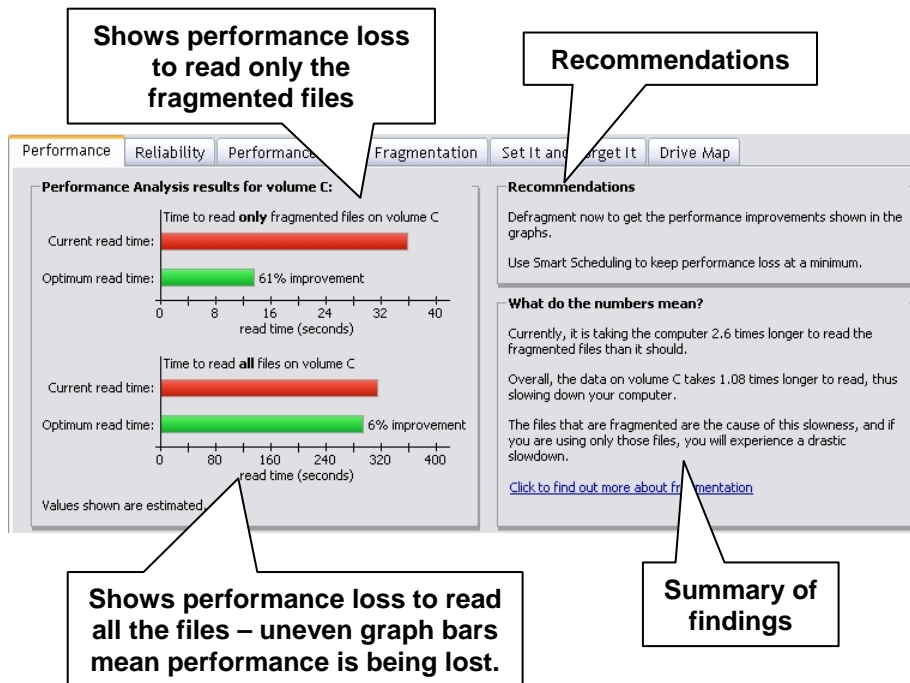 Shows performance loss
to read only the
fragmented files
Recommendations
Performance Reliability Performance Fragmentation Set It and Forget It Drive Map
Performance Analysis results for volume C:
Time to read only fragmented files on volume C
Current read time:
Optimum read time: 61% improvement
0 8 16 24 32 40
read time (seconds)
Time to read all files on volume C
Current read time:
Optimum read time: 6% improvement
0 80 160 240 320 400
read time (seconds)
Values shown are estimated.
Recommendations
Defragment now to get the performance improvements shown in the
graphs.
Use Smart Scheduling to keep performance loss at a minimum.
What do the numbers mean?
Currently, it is taking the computer 2.6 times longer to read the
fragmented files than it should.
Overall, the data on volume C takes 1.08 times longer to read, thus
slowing down your computer.
The files that are fragmented are the cause of this slowness, and if
you are using only those files, you will experience a drastic
slowdown.
Click to find out more about fragmentation
Shows performance loss to read
all the files – uneven graph bars
mean performance is being lost.
Summary of
findings